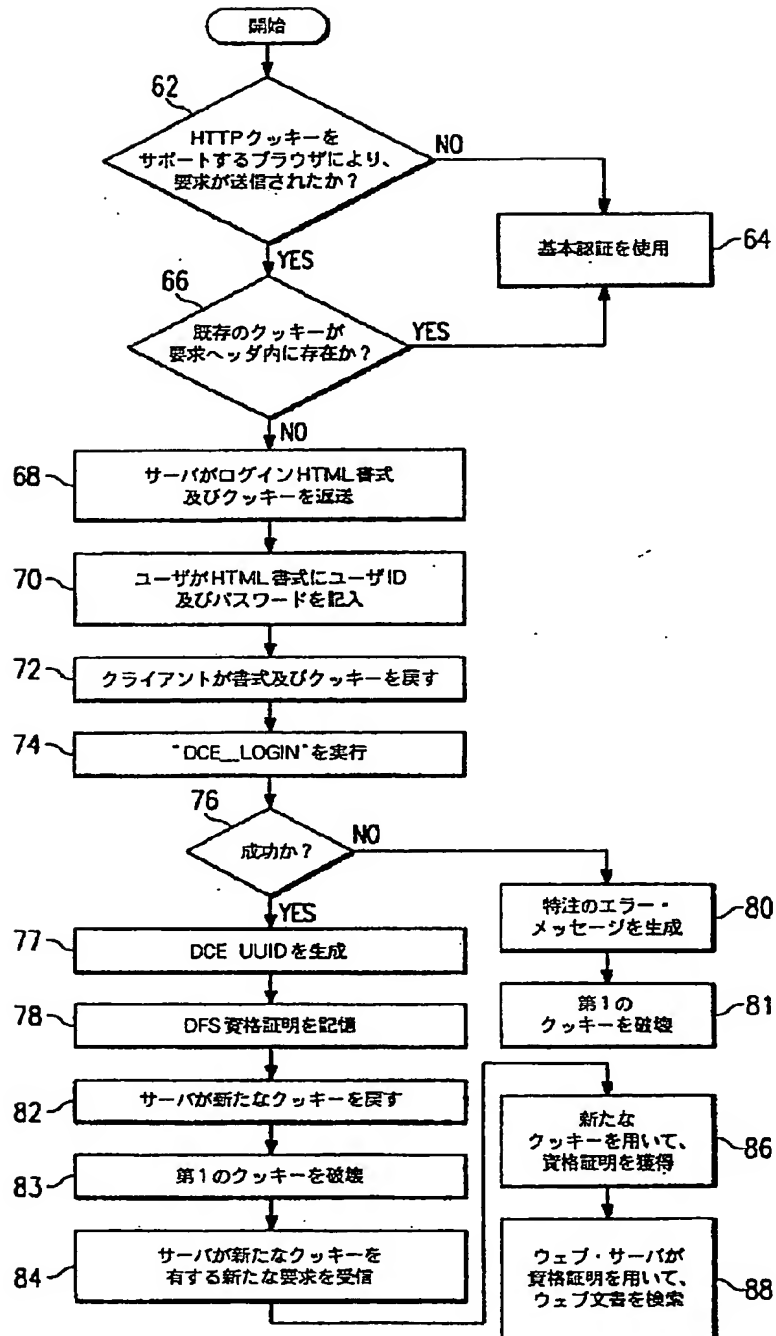 開始
62
HTTPクッキーを
サポートするブラウザにより、
要求が送信されたか?
NO
YES
基本認証を使用
64
66
既存のクッキーが
要求ヘッダ内に存在か?
YES
NO
68
サーバがログインHTML書式
及びクッキーを返送
70
ユーザがHTML書式にユーザID
及びパスワードを記入
72
クライアントが書式及びクッキーを戻す
74
"DCE__LOGIN"を実行
76
成功か?
NO
YES
特注のエラー・
メッセージを生成
80
77
DCE UUIDを生成
第1の
クッキーを破壊
81
78
DFS資格証明を記憶
82
サーバが新たなクッキーを戻す
新たな
クッキーを用いて、
資格証明を獲得
86
83
第1のクッキーを破壊
84
サーバが新たなクッキーを
有する新たな要求を受信
ウェブ・サーバが
資格証明を用いて、
ウェブ文書を検索
88